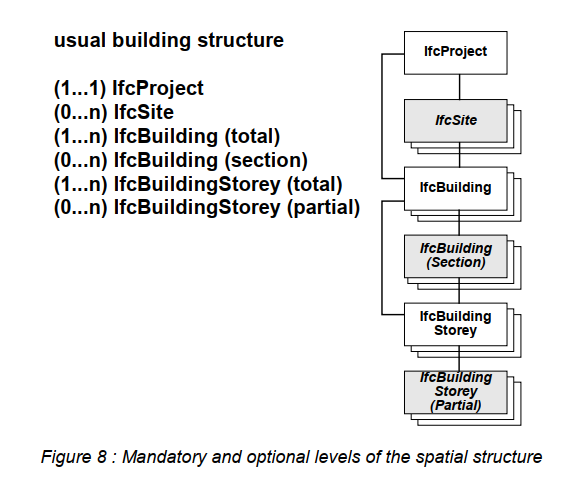 usual building structure
(1...1) IfcProject
(0...n) IfcSite
(1...n) IfcBuilding (total)
(0...n) IfcBuilding (section)
(1...n) IfcBuildingStorey (total)
(0...n) IfcBuildingStorey (partial)
IfcProject
IfcSite
IfcBuilding
IfcBuilding
(Section)
IfcBuilding
Storey
IfcBuilding
Storey
(Partial)
Figure 8 : Mandatory and optional levels of the spatial structure